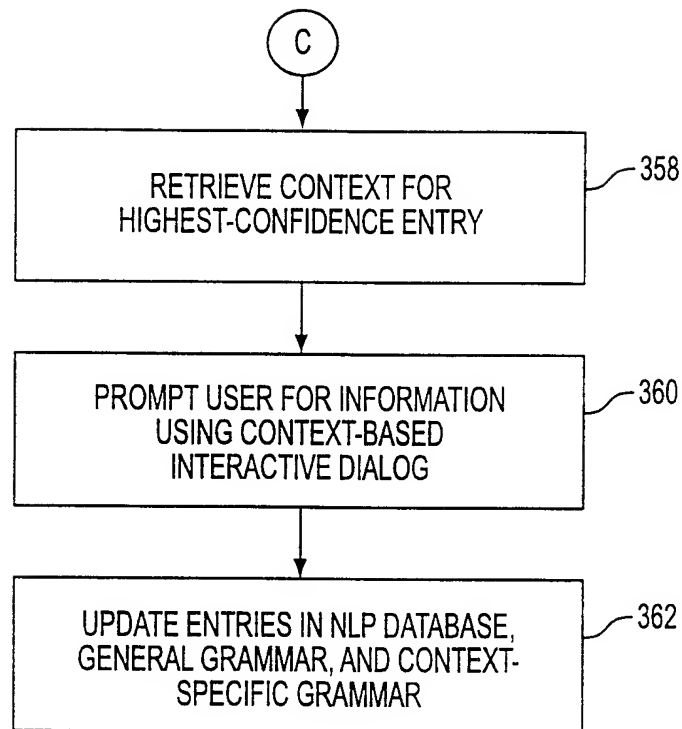 C
RETRIEVE CONTEXT FOR
HIGHEST-CONFIDENCE ENTRY
358
PROMPT USER FOR INFORMATION
USING CONTEXT-BASED
INTERACTIVE DIALOG
360
UPDATE ENTRIES IN NLP DATABASE,
GENERAL GRAMMAR, AND CONTEXT-
SPECIFIC GRAMMAR
362